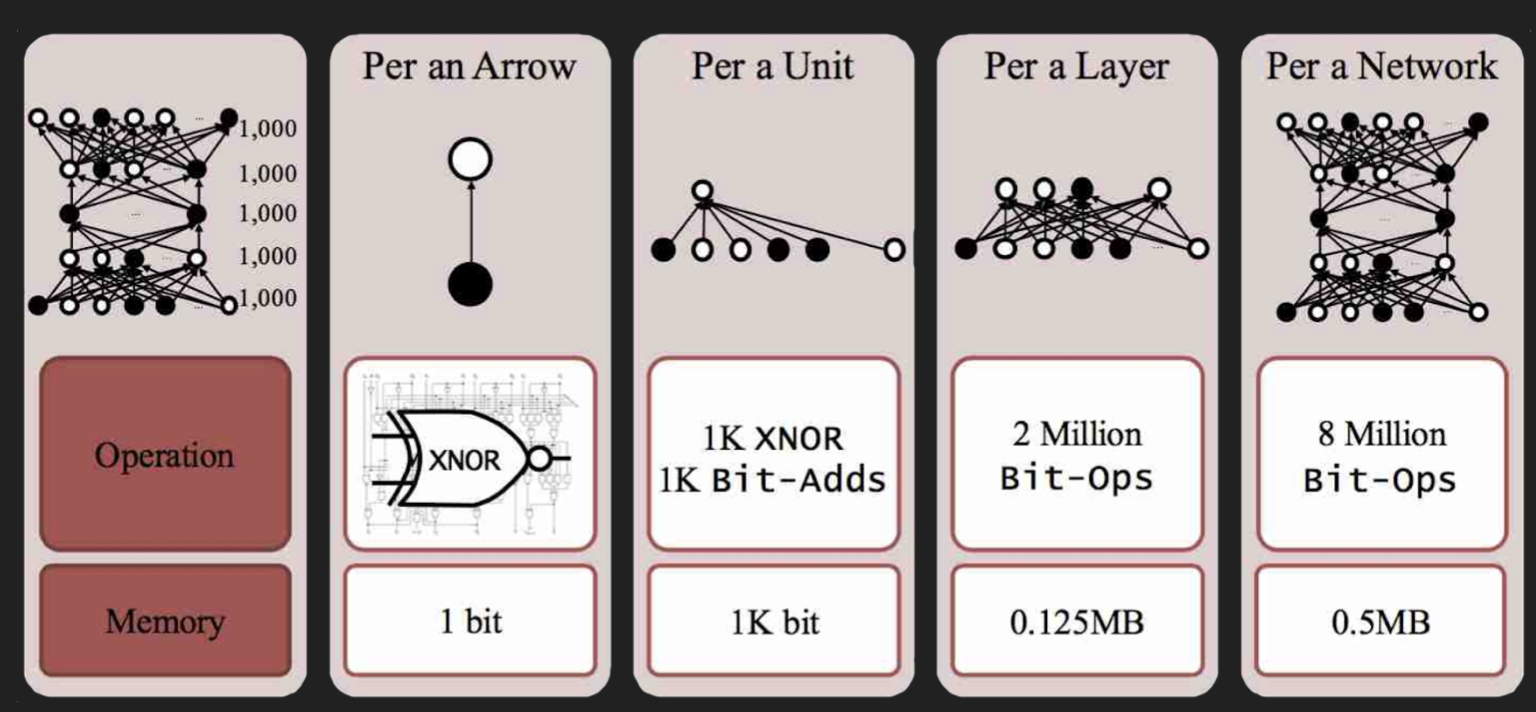 Per an Arrow
Per a Unit
Per a Layer
Per a Network
1,000
1,000
1,000
1,000
1,000
Operation
XNOR
1K XNOR
1K Bit-Adds
2 Million
Bit-Ops
8 Million
Bit-Ops
Memory
1 bit
1K bit
0.125MB
0.5MB